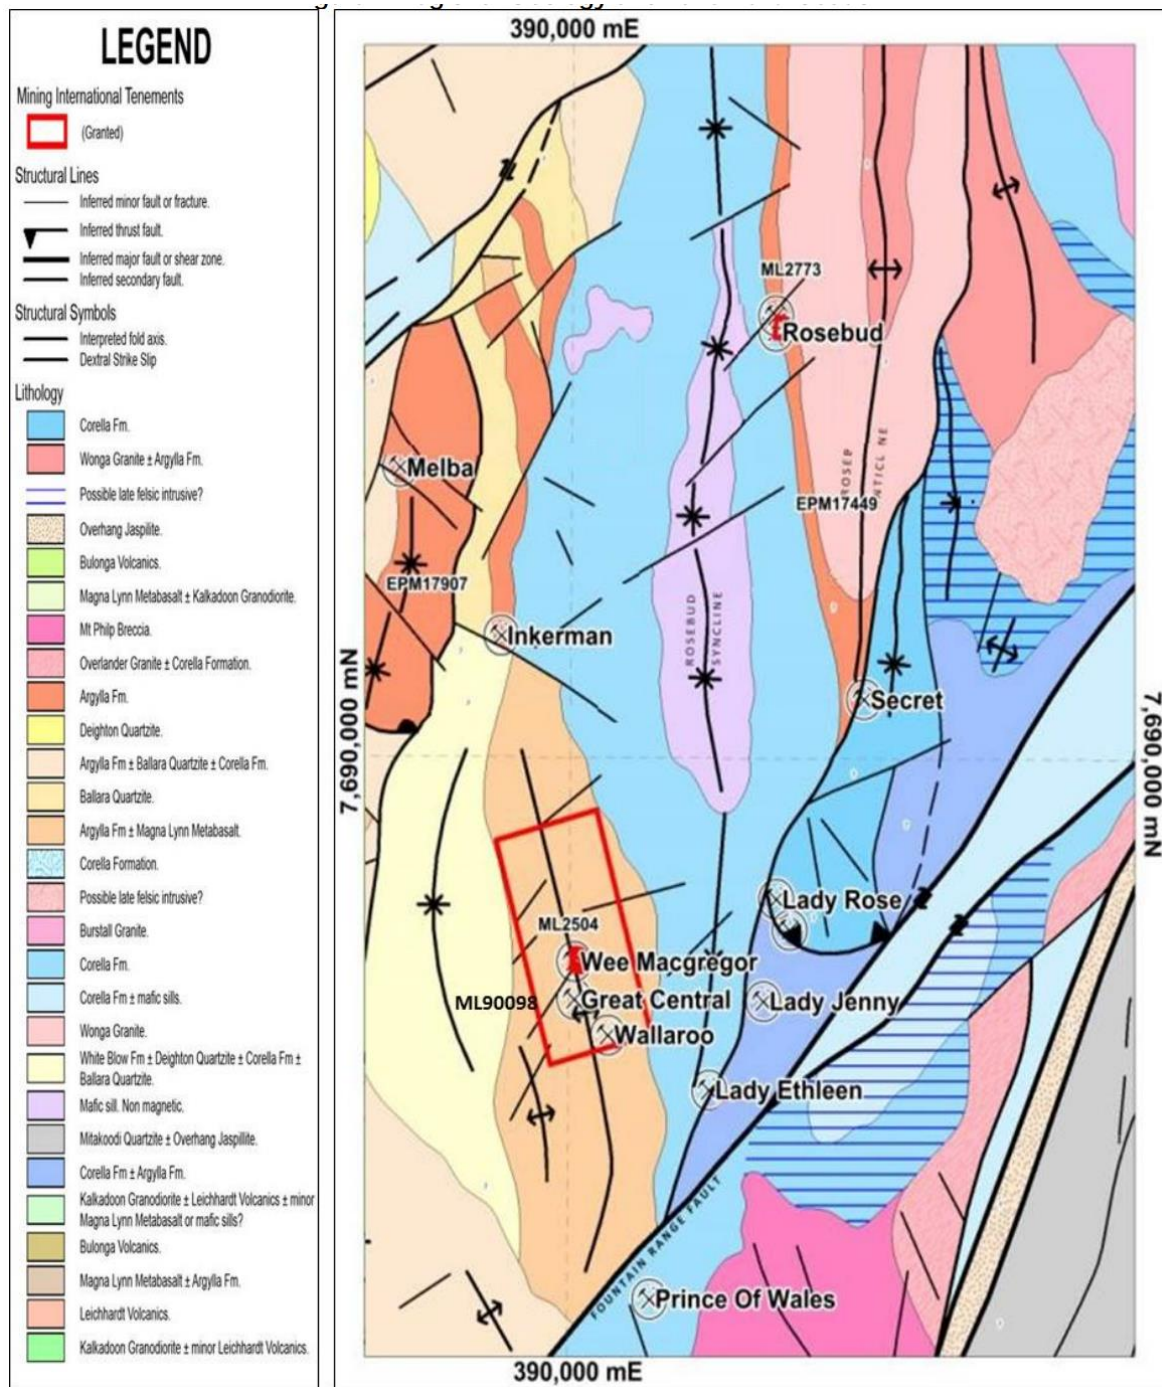 LEGEND
Mining International Tenements
(Granted)
Structural Lines
Inferred minor fault or fracture.
Inferred thrust fault.
Inferred major fault or shear zone.
Inferred secondary fault.
Structural Symbols
Interpreted fold axis.
Dextral Strike Slip
Lithology
Corella Fm.
Wonga Granite ± Argylla Fm.
Possible late felsic intrusive?
Overhang Jaspilite.
Bulonga Volcanics.
Magna Lynn Metabasalt ± Kalkadoon Granodiorite.
Mt Philp Breccia.
Overlander Granite ± Corella Formation.
Argylla Fm.
Deighton Quartzite.
Argylla Fm ± Ballara Quartzite ± Corella Fm.
Ballara Quartzite.
Argylla Fm ± Magna Lynn Metabasalt.
Corella Formation.
Possible late felsic intrusive?
Burstall Granite.
Corella Fm.
Corella Fm ± mafic sills.
Wonga Granite.
White Blow Fm ± Deighton Quartzite ± Corella Fm ±
Ballara Quartzite.
Mafic sill. Non magnetic.
Mitakoodi Quartzite ± Overhang Jaspillite.
Corella Fm ± Argylla Fm.
Kalkadoon Granodiorite ± Leichhardt Volcanics ± minor
Magna Lynn Metabasalt or mafic sills?
Bulonga Volcanics.
Magna Lynn Metabasalt ± Argylla Fm.
Leichhardt Volcanics.
Kalkadoon Granodiorite ± minor Leichhardt Volcanics.
390,000 mE
ML2773
Rosebud
Melba
ROSEB
ANTICL NE
EPM17449
EPM17907
ROSEBUD
SYNCLINE
Inkerman
7,690,000 mN
Secret
7,690,000 mN
Lady Rose
ML2504
Wee Macgregor
ML90098
Great Central
Lady Jenny
Wallaroo
Lady Ethleen
FOUNTAIN RANGE FAULT
Prince Of Wales
390,000 mE